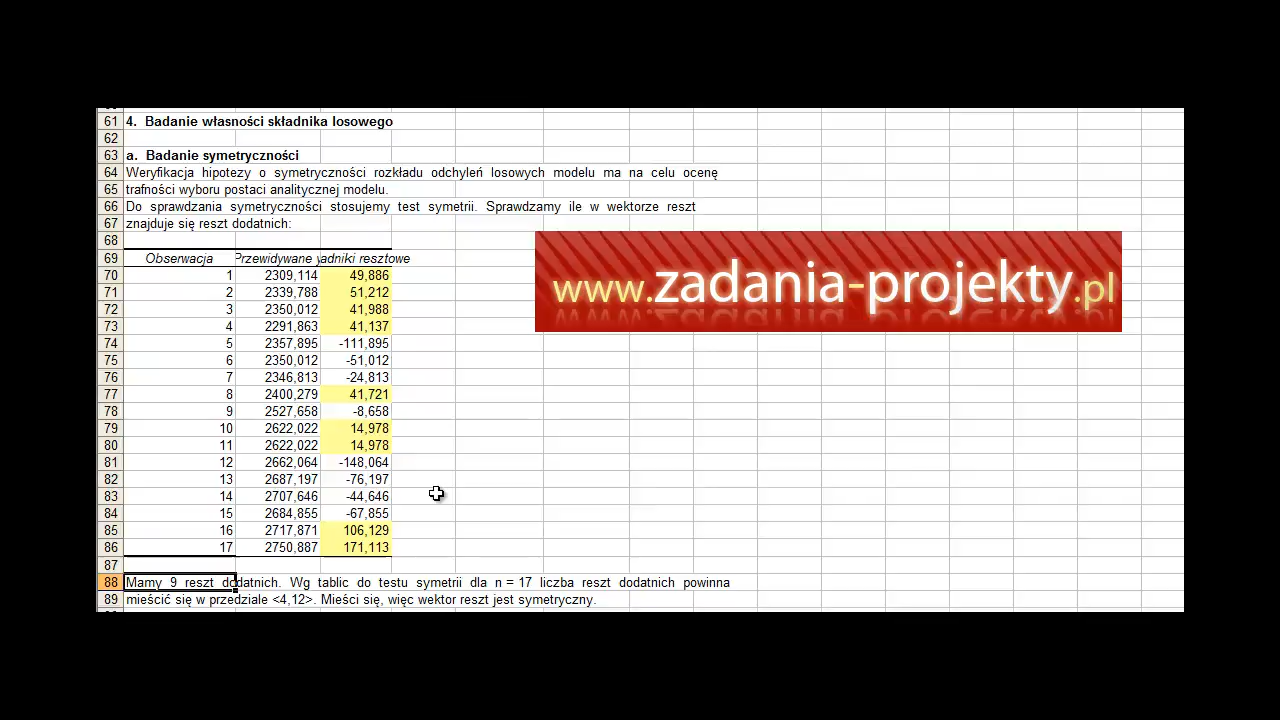 61 4. Badanie własności składnika losowego
62
63 a. Badanie symetryczności
64 Weryfikacja hipotezy o symetryczności rozkładu odchyleń losowych modelu ma na celu ocenę
65 trafności wyboru postaci analitycznej modelu.
66 Do sprawdzania symetryczności stosujemy test symetrii. Sprawdzamy ile w wektorze reszt
67 znajduje się reszt dodatnich:
68
69 Obserwacja Przewidywane y adniki resztowe
70 1 2309,114 49,886
71 2 2339,788 51,212
72 3 2350,012 41,988
73 4 2291,863 41,137
74 5 2357,895 -111,895
75 6 2350,012 -51,012
76 7 2346,813 -24,813
77 8 2400,279 41,721
78 9 2527,658 -8,658
79 10 2622,022 14,978
80 11 2622,022 14,978
81 12 2662,064 -148,064
82 13 2687,197 -76,197
83 14 2707,646 -44,646
84 15 2684,855 -67,855
85 16 2717,871 106,129
86 17 2750,887 171,113
87
88 Mamy 9 reszt dodatnich. Wg tablic do testu symetrii dla n = 17 liczba reszt dodatnich powinna
89 mieścić się w przedziale <4,12>. Mieści się, więc wektor reszt jest symetryczny.
www.zadania-projekty.pl